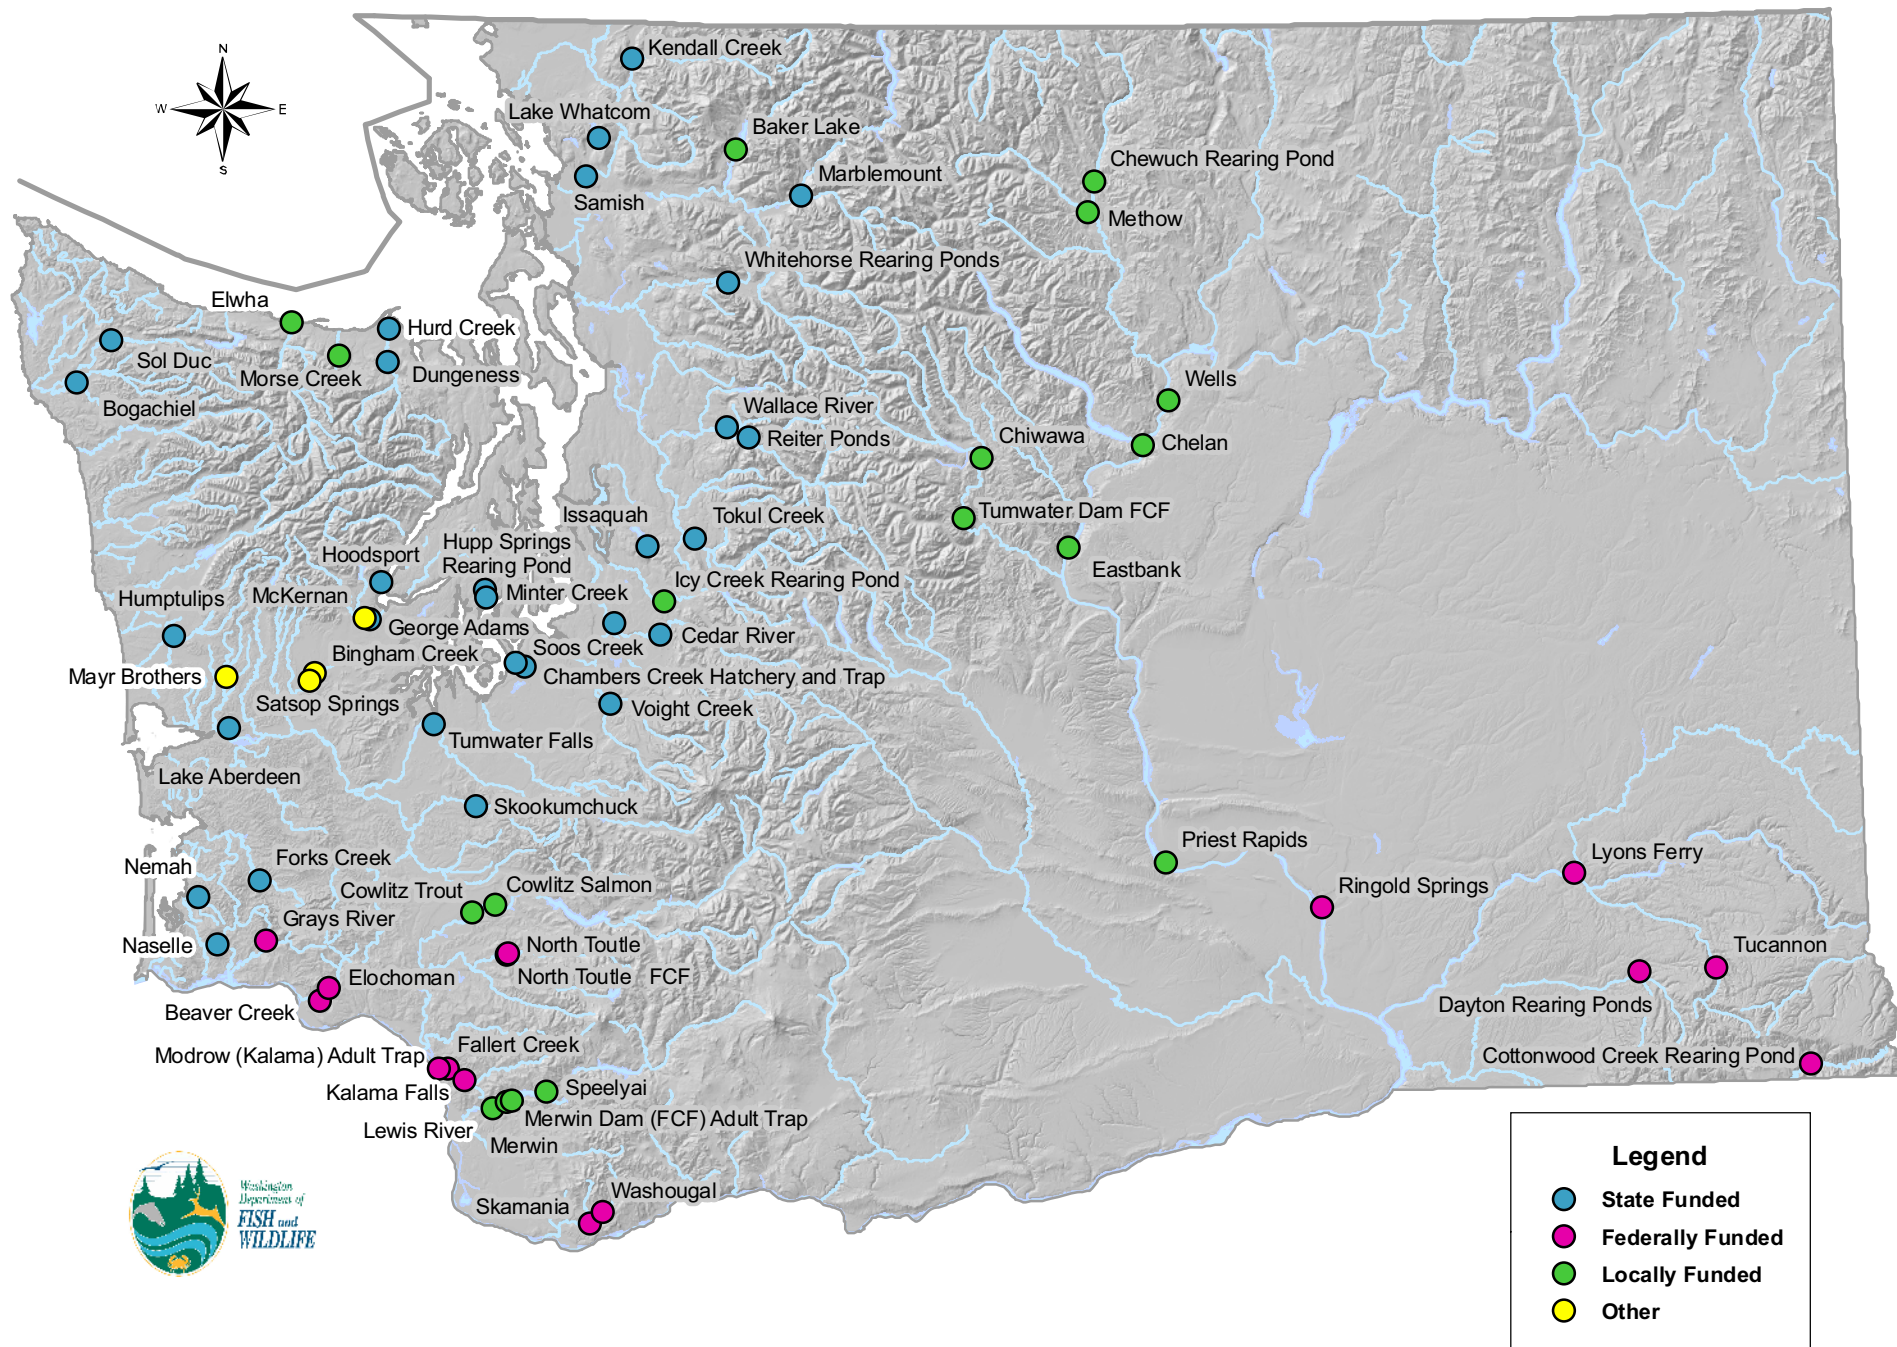 N
Kendall Creek
W
E
Lake Whatcom
Baker Lake
S
Chewuch Rearing Pond
Marblemount
Samish
Methow
Whitehorse Rearing Ponds
Elwha
Hurd Creek
Sol Duc
Morse Creek
Dungeness
Wells
Bogachiel
Wallace River
Reiter Ponds
Chiwawa
Chelan
Issaquah
Tokul Creek
Tumwater Dam FCF
Hoodsport
Hupp Springs
Rearing Pond
Eastbank
Humptulips
McKernan
Minter Creek
Icy Creek Rearing Pond
George Adams
Cedar River
Bingham Creek
Soos Creek
Mayr Brothers
Chambers Creek Hatchery and Trap
Satsop Springs
Voight Creek
Tumwater Falls
Lake Aberdeen
Skookumchuck
Priest Rapids
Lyons Ferry
Nemah
Forks Creek
Cowlitz Trout
Cowlitz Salmon
Ringold Springs
Grays River
Naselle
North Toutle
Tucannon
North Toutle FCF
Elochoman
Dayton Rearing Ponds
Beaver Creek
Fallert Creek
Modrow (Kalama) Adult Trap
Cottonwood Creek Rearing Pond
Kalama Falls
Speelyai
Lewis River
Merwin Dam (FCF) Adult Trap
Merwin
Washougal
Skamania
Washington
Department of
FISH and
WILDLIFE
Legend
State Funded
Federally Funded
Locally Funded
Other